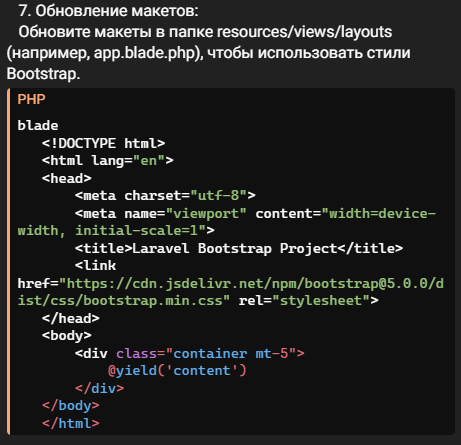 7. Обновление макетов:
Обновите макеты в папке resources/views/layouts
(например, app.blade.php), чтобы использовать стили
Bootstrap.
PHP
blade
<!DOCTYPE html>
<html lang="en">
<head>
<meta charset="utf-8">
<meta name="viewport" content="width=device-
width, initial-scale=1">
<title>Laravel Bootstrap Project</title>
<link
href="https://cdn.jsdelivr.net/npm/bootstrap@5.0.0/d
ist/css/bootstrap.min.css" rel="stylesheet">
</head>
<body>
<div class="container mt-5">
@yield('content')
</div>
</body>
</html>